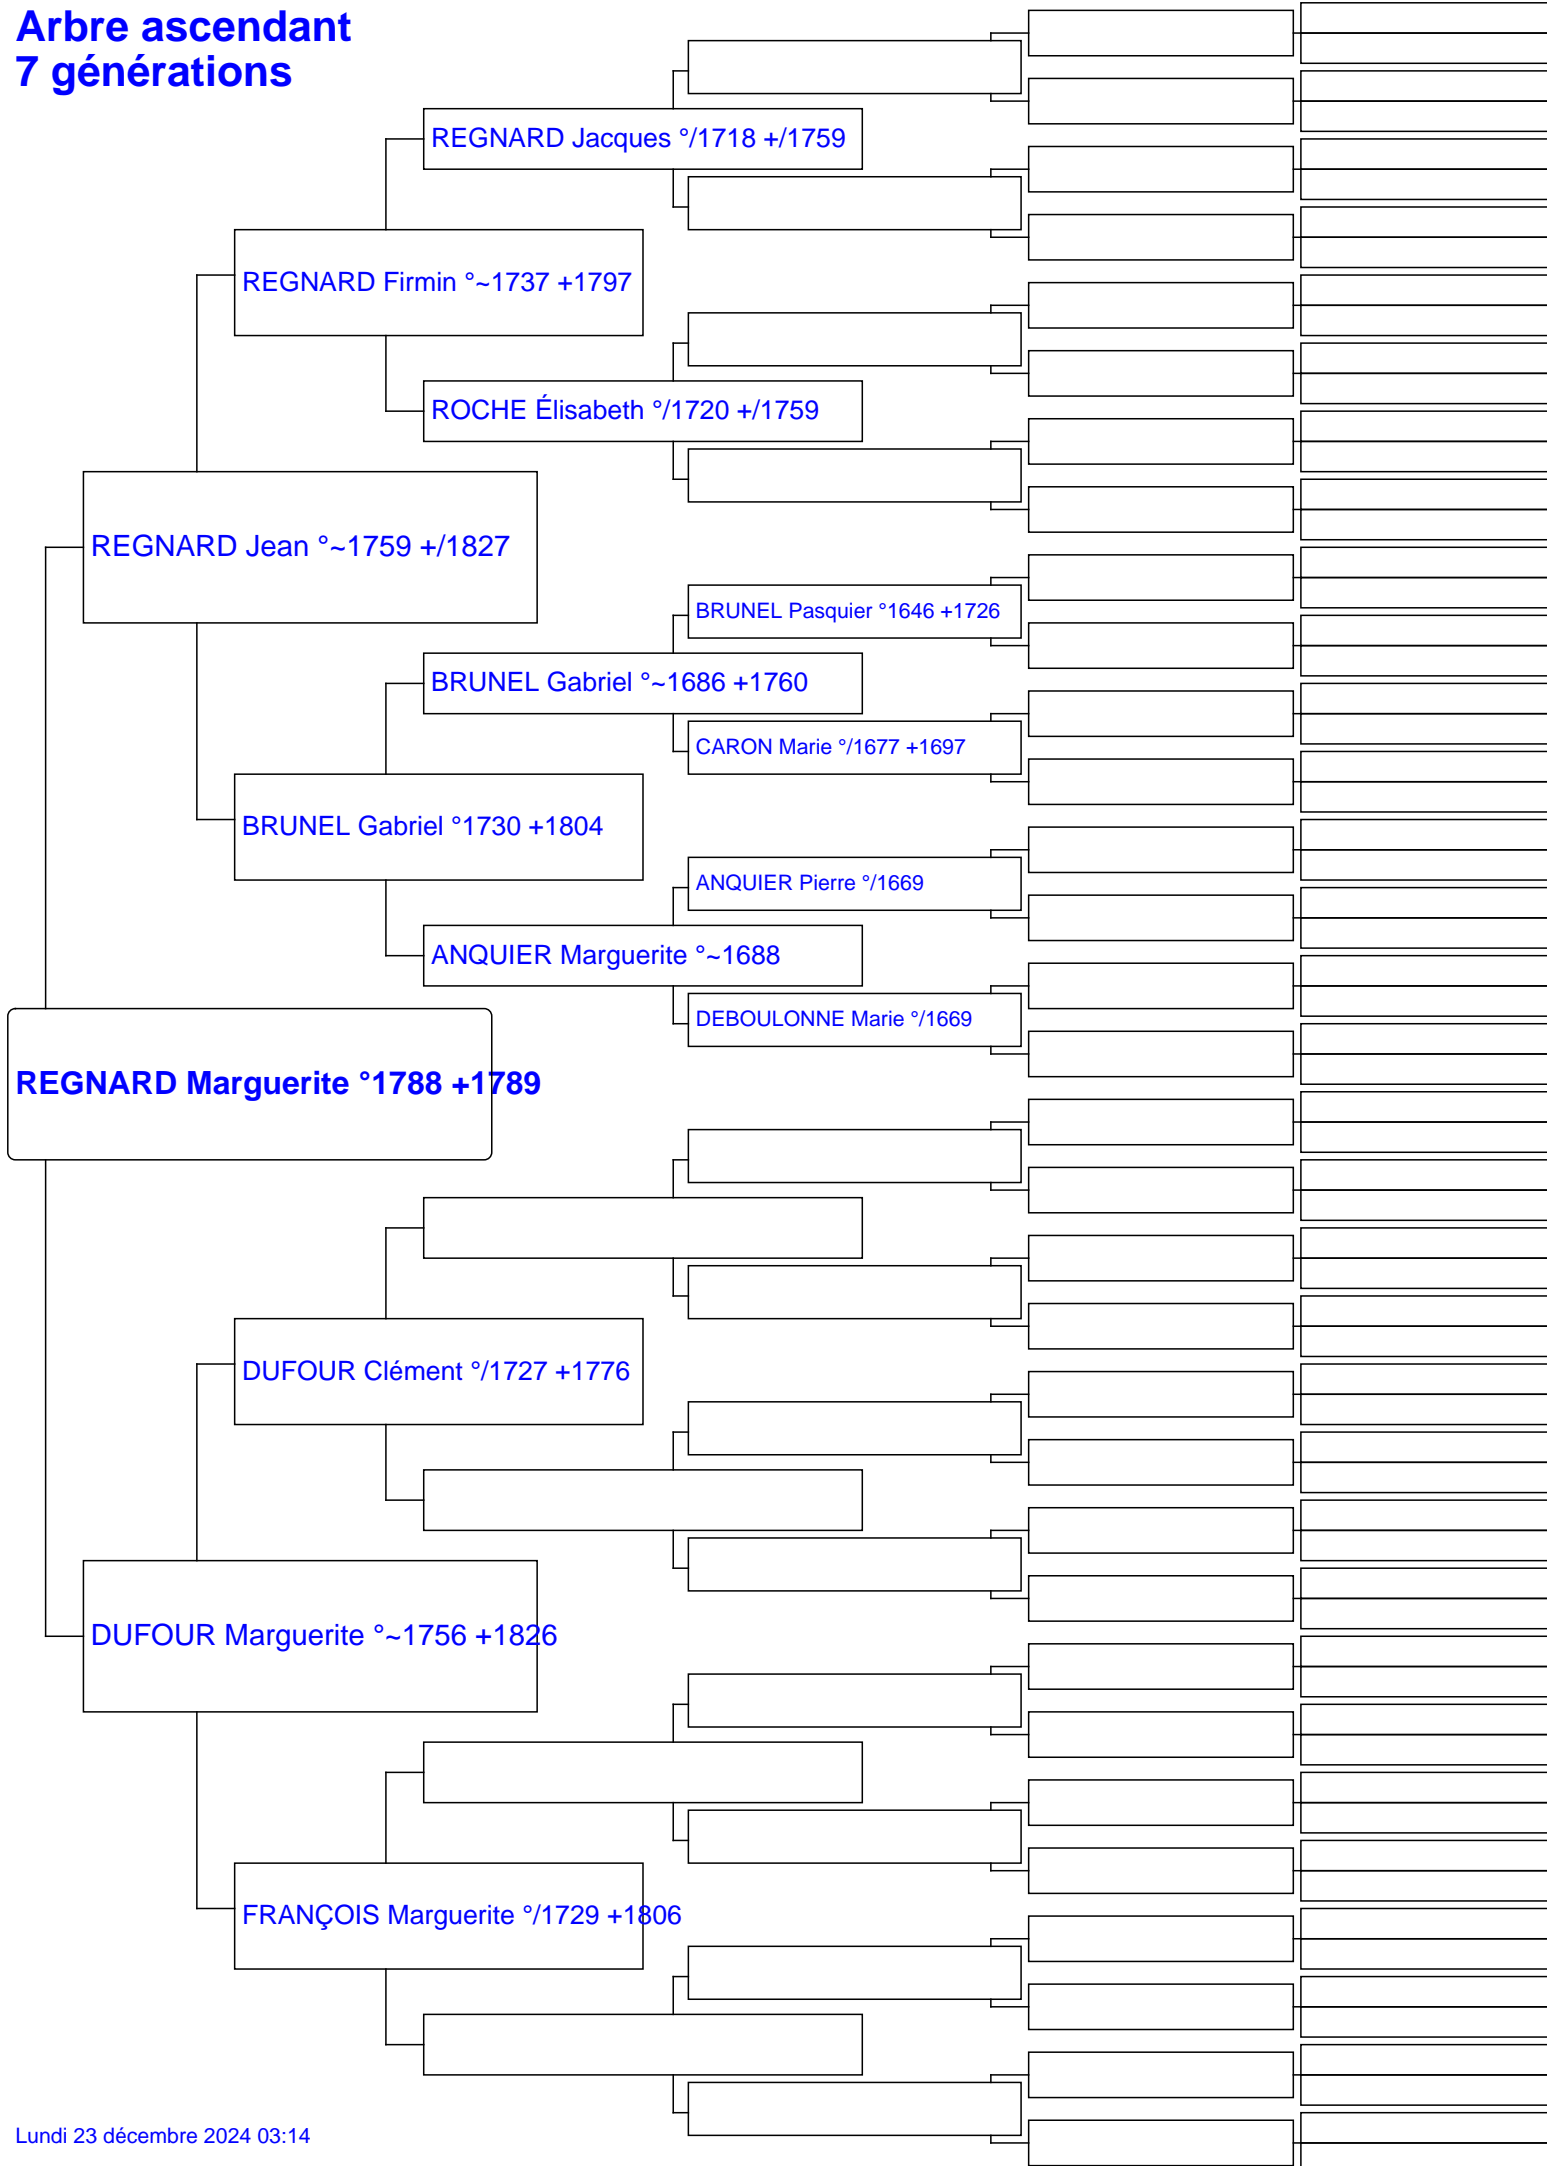 Arbre ascendant
7 générations
REGNARD Jacques °/1718 +/1759
REGNARD Firmin °~1737 +1797
ROCHE Élisabeth °/1720 +/1759
REGNARD Jean °~1759 +/1827
BRUNEL Pasquier °1646 +1726
BRUNEL Gabriel °~1686 +1760
CARON Marie °/1677 +1697
BRUNEL Gabriel °1730 +1804
ANQUIER Pierre °/1669
ANQUIER Marguerite °~1688
DEBOULONNE Marie °/1669
REGNARD Marguerite °1788 +1789
DUFOUR Clément °/1727 +1776
DUFOUR Marguerite °~1756 +1826
FRANÇOIS Marguerite °/1729 +1806
Lundi 23 décembre 2024 03:14